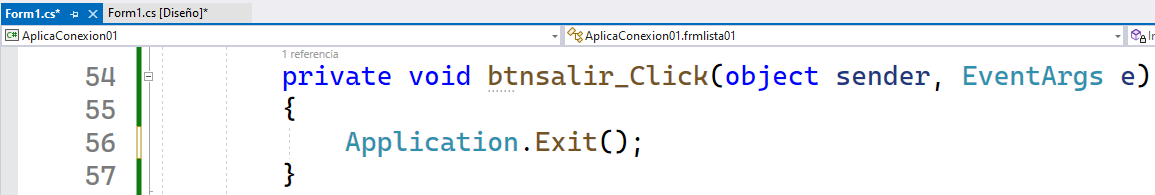 Form1.cs* Form1.cs [Diseño]*
AplicaConexion01 AplicaConexion01.frmlista01
1 referencia
54 private void btnsalir_Click(object sender, EventArgs e)
55 {
56 Application.Exit();
57 }